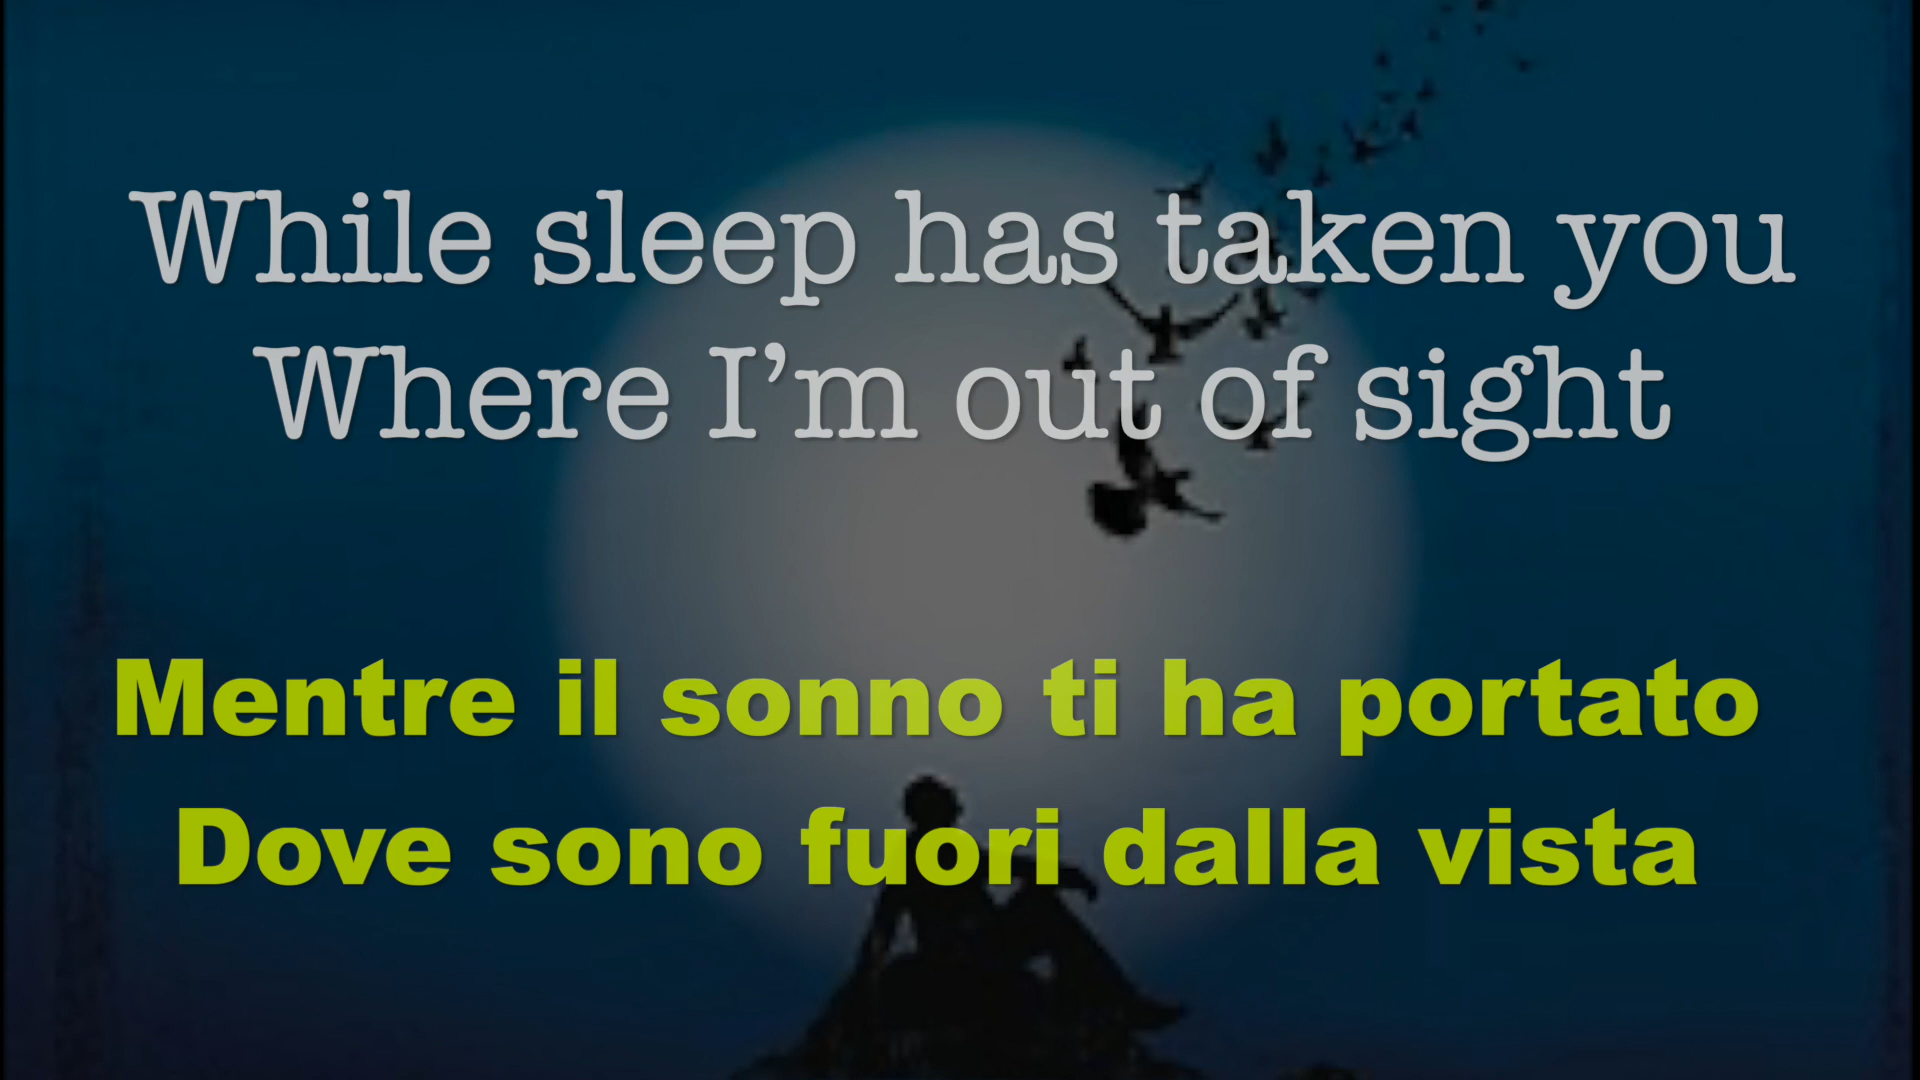 While sleep has taken you
Where I’m out of sight
Mentre il sonno ti ha portato
Dove sono fuori dalla vista